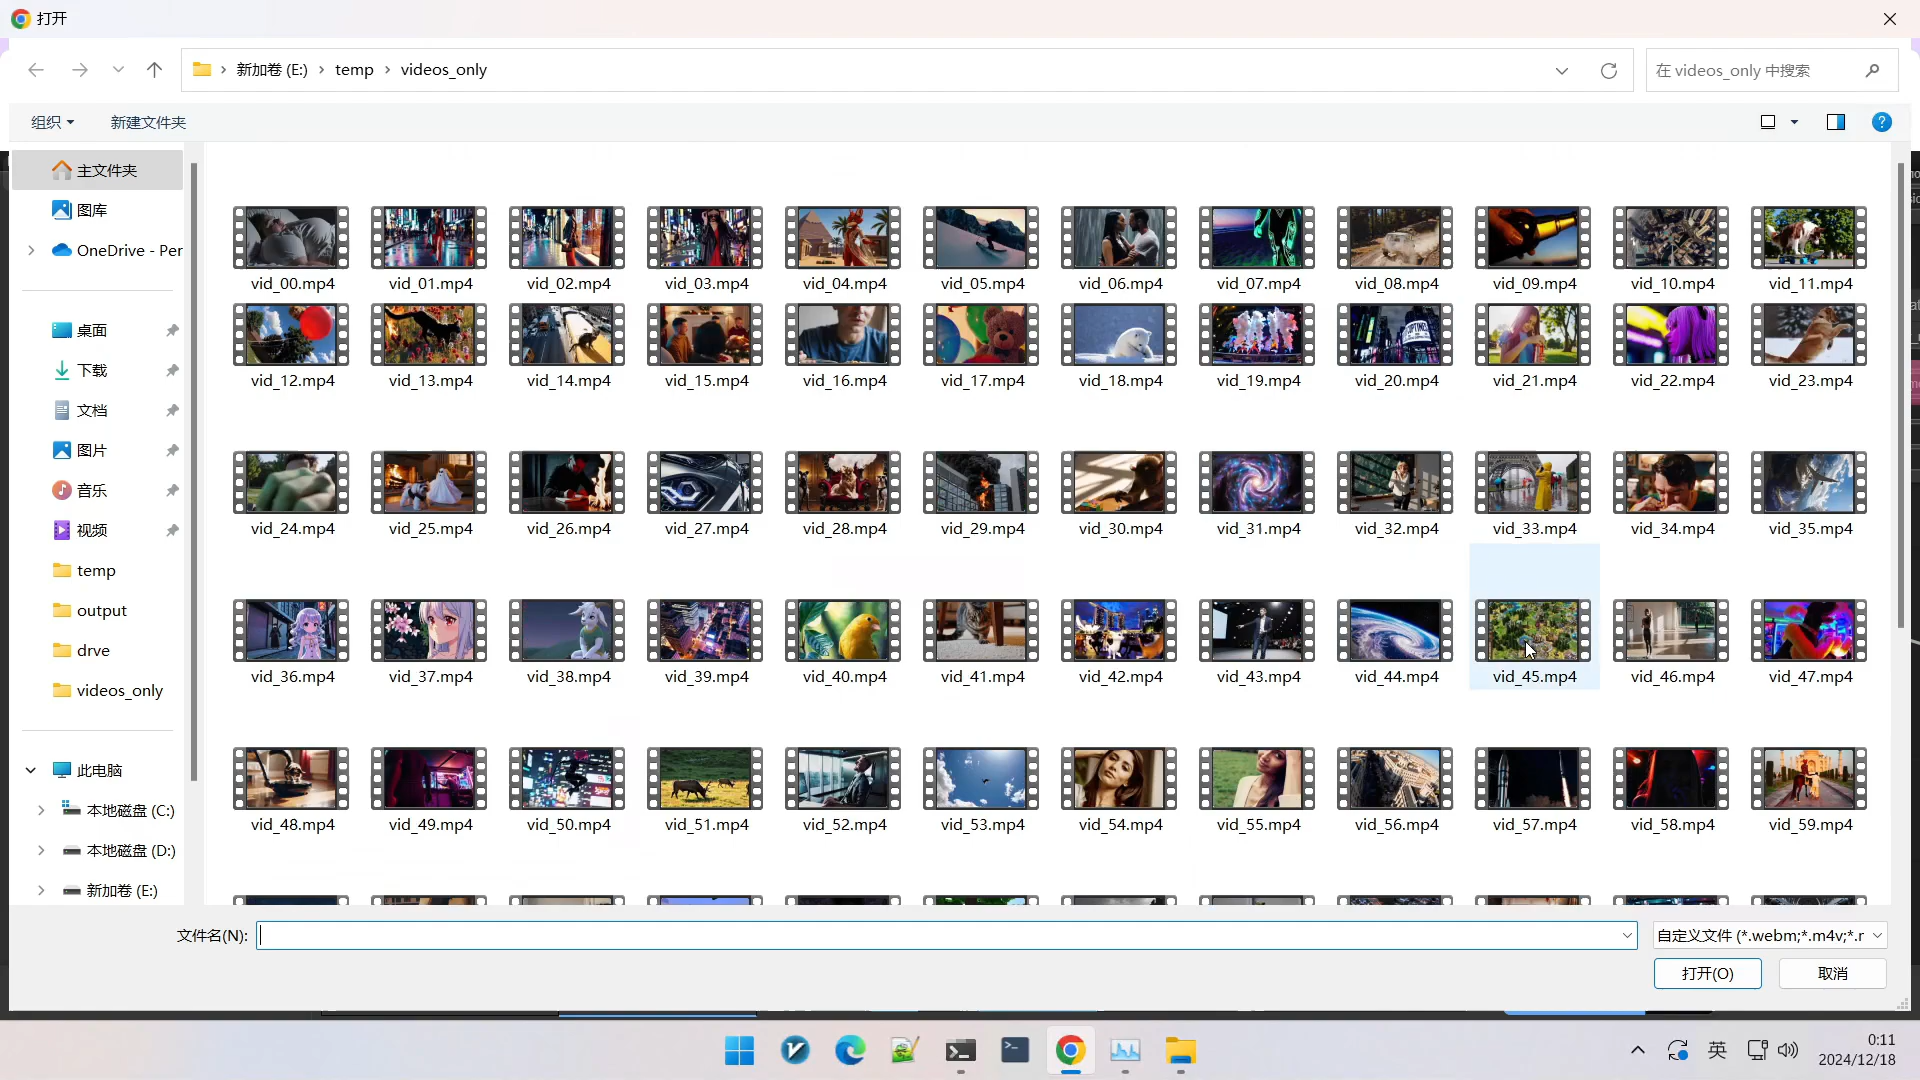 打开
新加卷 (E:) › temp › videos_only
在 videos_only 中搜索
组织 新建文件夹
主文件夹
图库
OneDrive - Per
桌面
下载
文档
图片
音乐
视频
temp
output
drve
videos_only
此电脑
本地磁盘 (C:)
本地磁盘 (D:)
新加卷 (E:)
vid_00.mp4 vid_01.mp4 vid_02.mp4 vid_03.mp4 vid_04.mp4 vid_05.mp4 vid_06.mp4 vid_07.mp4 vid_08.mp4 vid_09.mp4 vid_10.mp4 vid_11.mp4
vid_12.mp4 vid_13.mp4 vid_14.mp4 vid_15.mp4 vid_16.mp4 vid_17.mp4 vid_18.mp4 vid_19.mp4 vid_20.mp4 vid_21.mp4 vid_22.mp4 vid_23.mp4
vid_24.mp4 vid_25.mp4 vid_26.mp4 vid_27.mp4 vid_28.mp4 vid_29.mp4 vid_30.mp4 vid_31.mp4 vid_32.mp4 vid_33.mp4 vid_34.mp4 vid_35.mp4
vid_36.mp4 vid_37.mp4 vid_38.mp4 vid_39.mp4 vid_40.mp4 vid_41.mp4 vid_42.mp4 vid_43.mp4 vid_44.mp4 vid_45.mp4 vid_46.mp4 vid_47.mp4
vid_48.mp4 vid_49.mp4 vid_50.mp4 vid_51.mp4 vid_52.mp4 vid_53.mp4 vid_54.mp4 vid_55.mp4 vid_56.mp4 vid_57.mp4 vid_58.mp4 vid_59.mp4
文件名(N):
自定义文件 (*.webm;*.m4v;*.r
打开(O) 取消
英
0:11
2024/12/18